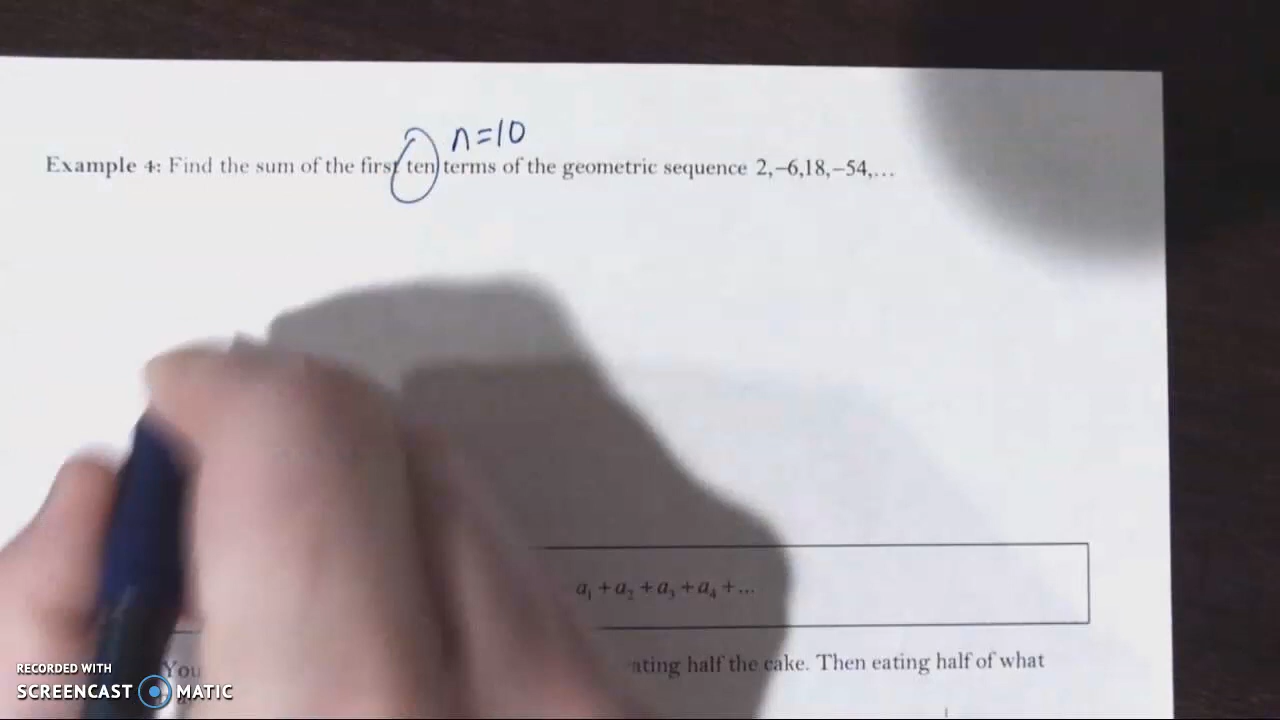 n=10
Example 4: Find the sum of the first ten terms of the geometric sequence 2,−6,18,−54,…
a₁ + a₂ + a₃ + a₄ + ...
You ating half the cake. Then eating half of what
RECORDED WITH
SCREENCAST MATIC